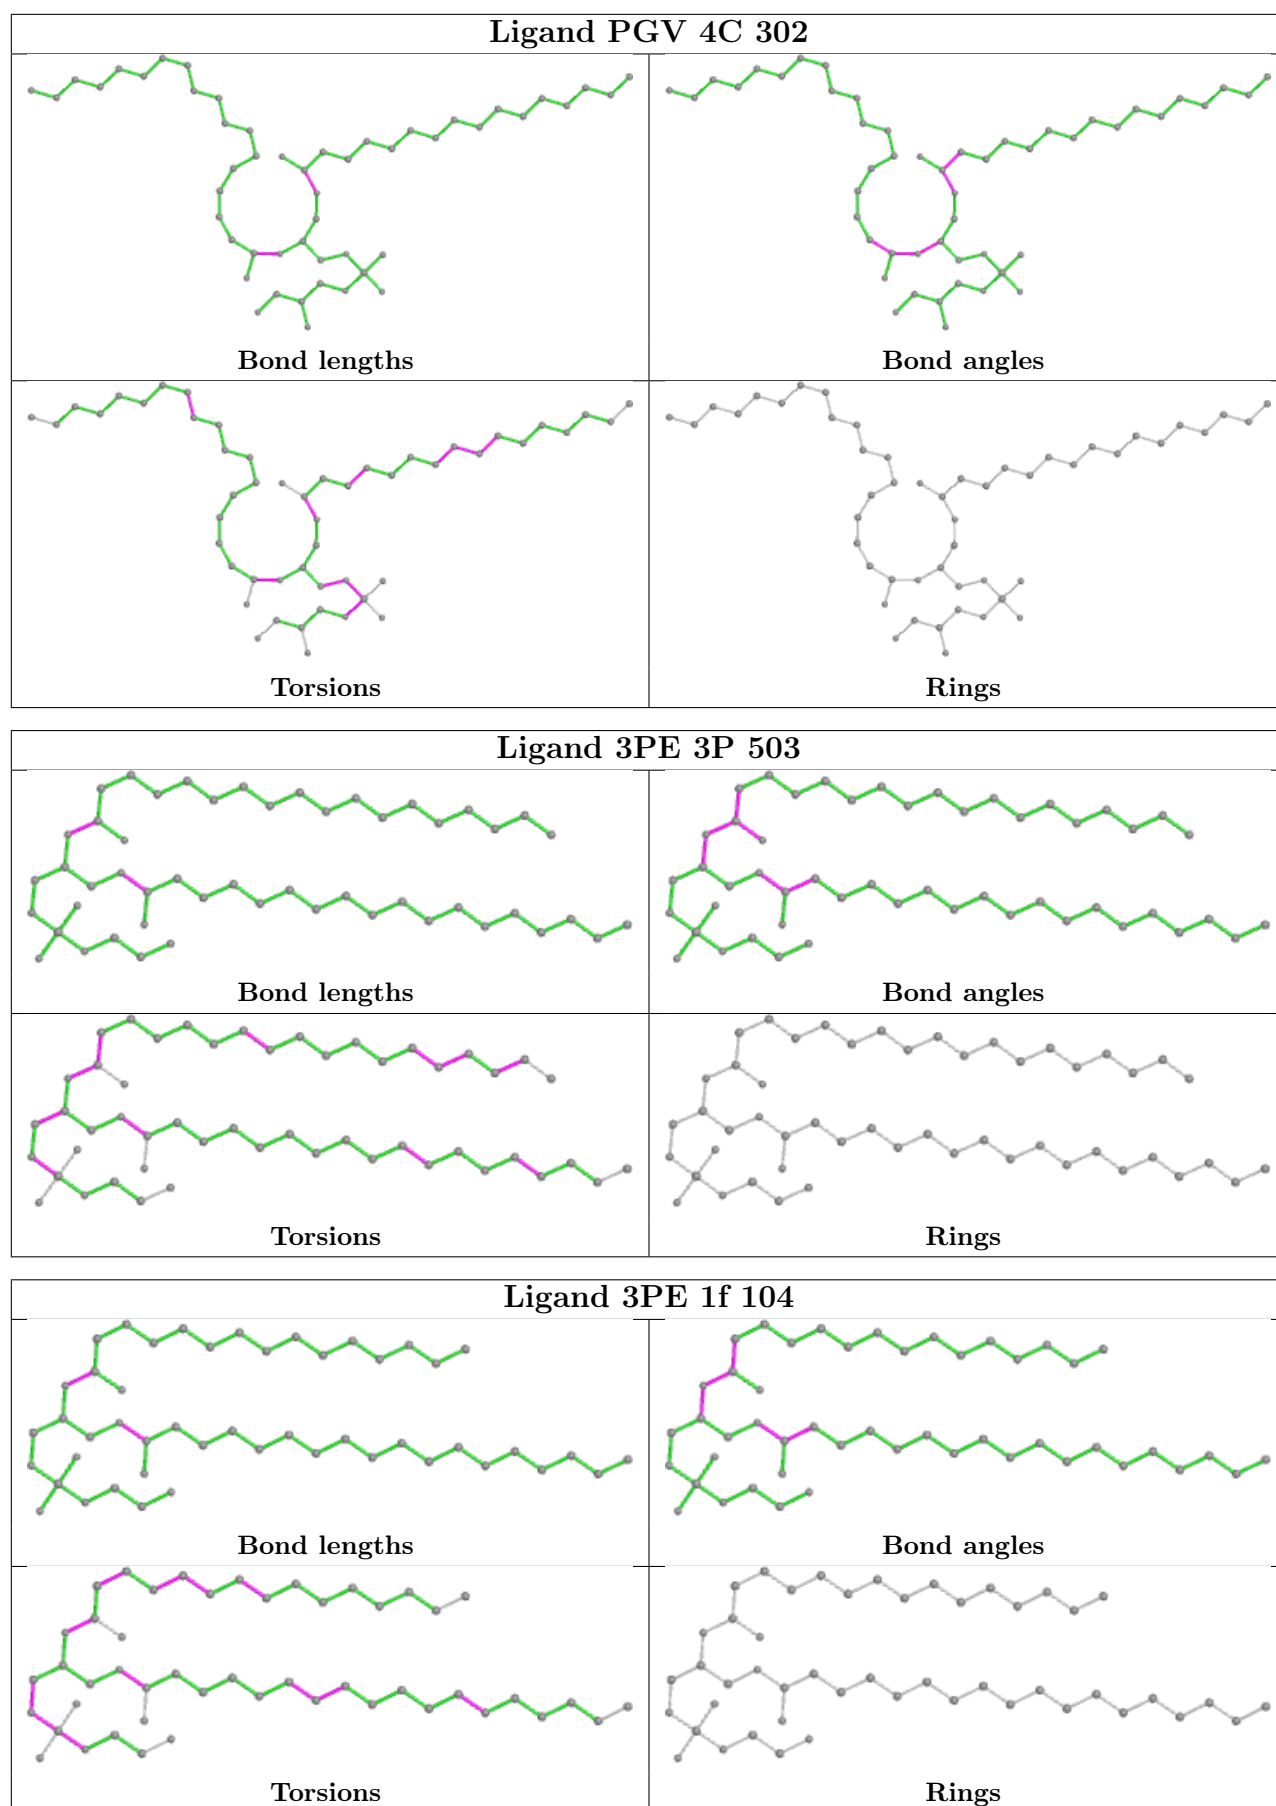 Ligand PGV 4C 302
Bond lengths
Bond angles
Torsions
Rings
Ligand 3PE 3P 503
Bond lengths
Bond angles
Torsions
Rings
Ligand 3PE 1f 104
Bond lengths
Bond angles
Torsions
Rings